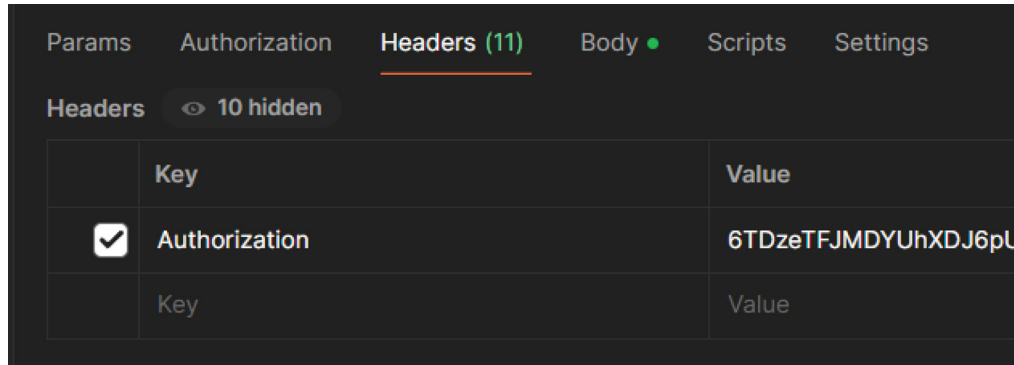 Params Authorization Headers (11) Body Scripts Settings
Headers 10 hidden
Key Value
Authorization 6TDzeTFJMDYUhXDJ6pU
Key Value